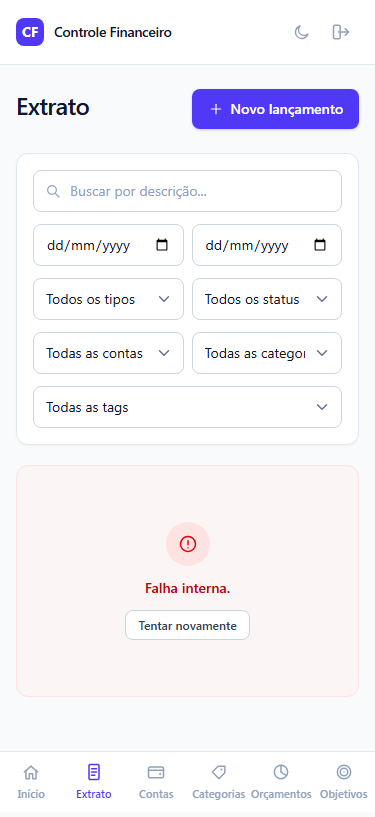 CF Controle Financeiro
Extrato
+ Novo lançamento
Buscar por descrição...
dd/mm/yyyy dd/mm/yyyy
Todos os tipos Todos os status
Todas as contas Todas as categor
Todas as tags
Falha interna.
Tentar novamente
Início Extrato Contas Categorias Orçamentos Objetivos